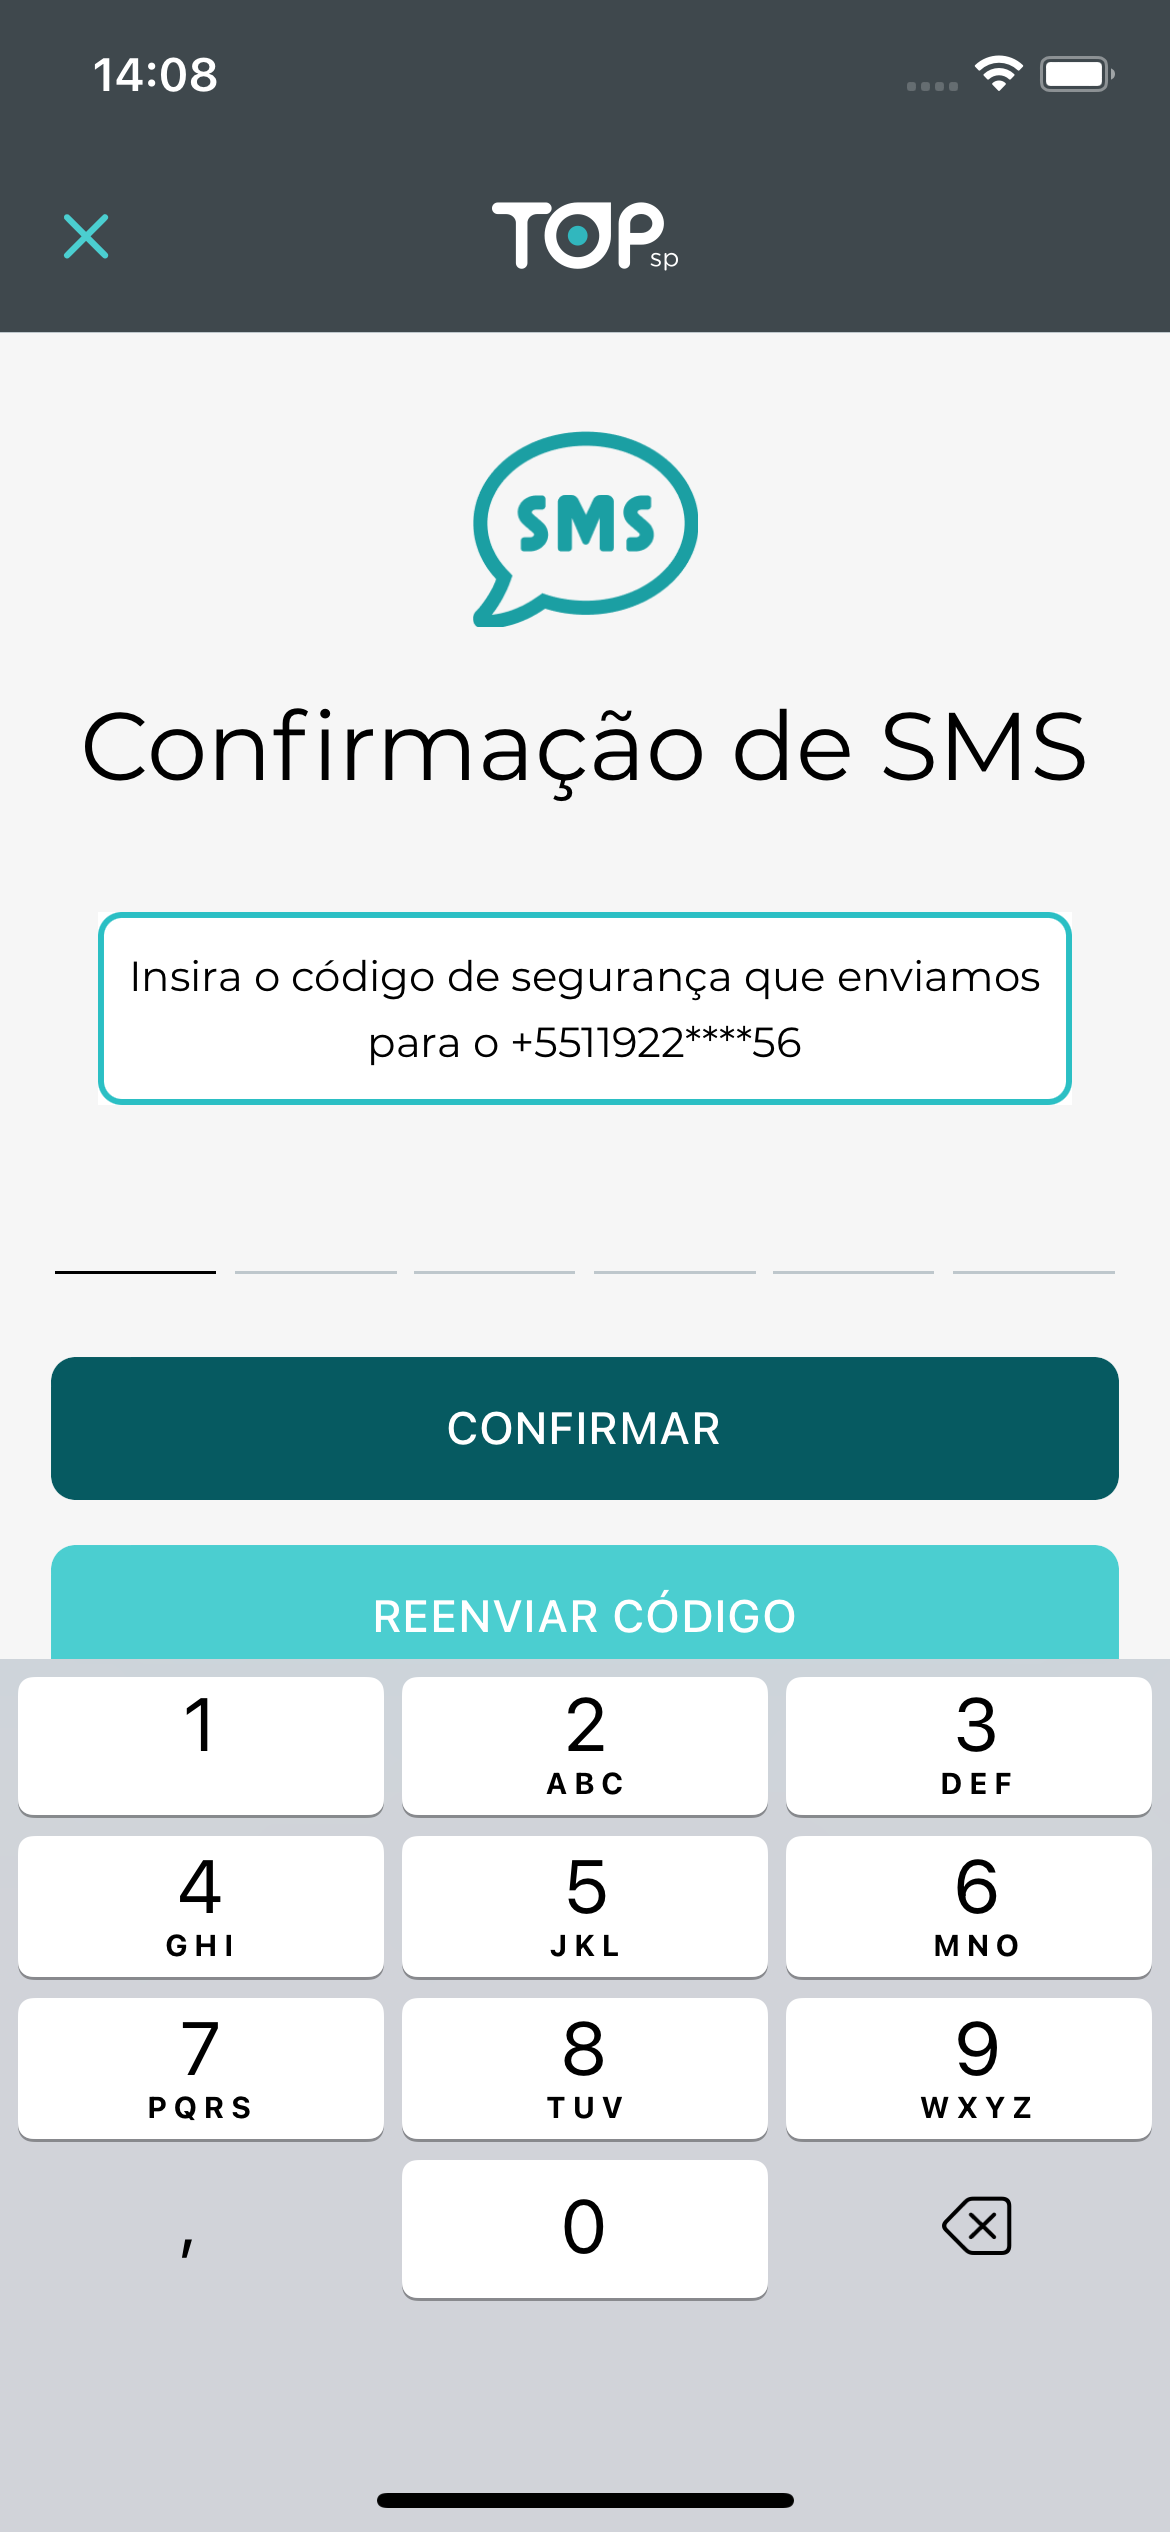 14:08
TOP
sp
SMS
Confirmação de SMS
Insira o código de segurança que enviamos
para o +5511922****56
CONFIRMAR
REENVIAR CÓDIGO
1 2 3
ABC DEF
4 5 6
GHI JKL MNO
7 8 9
PQRS TUV WXYZ
, 0